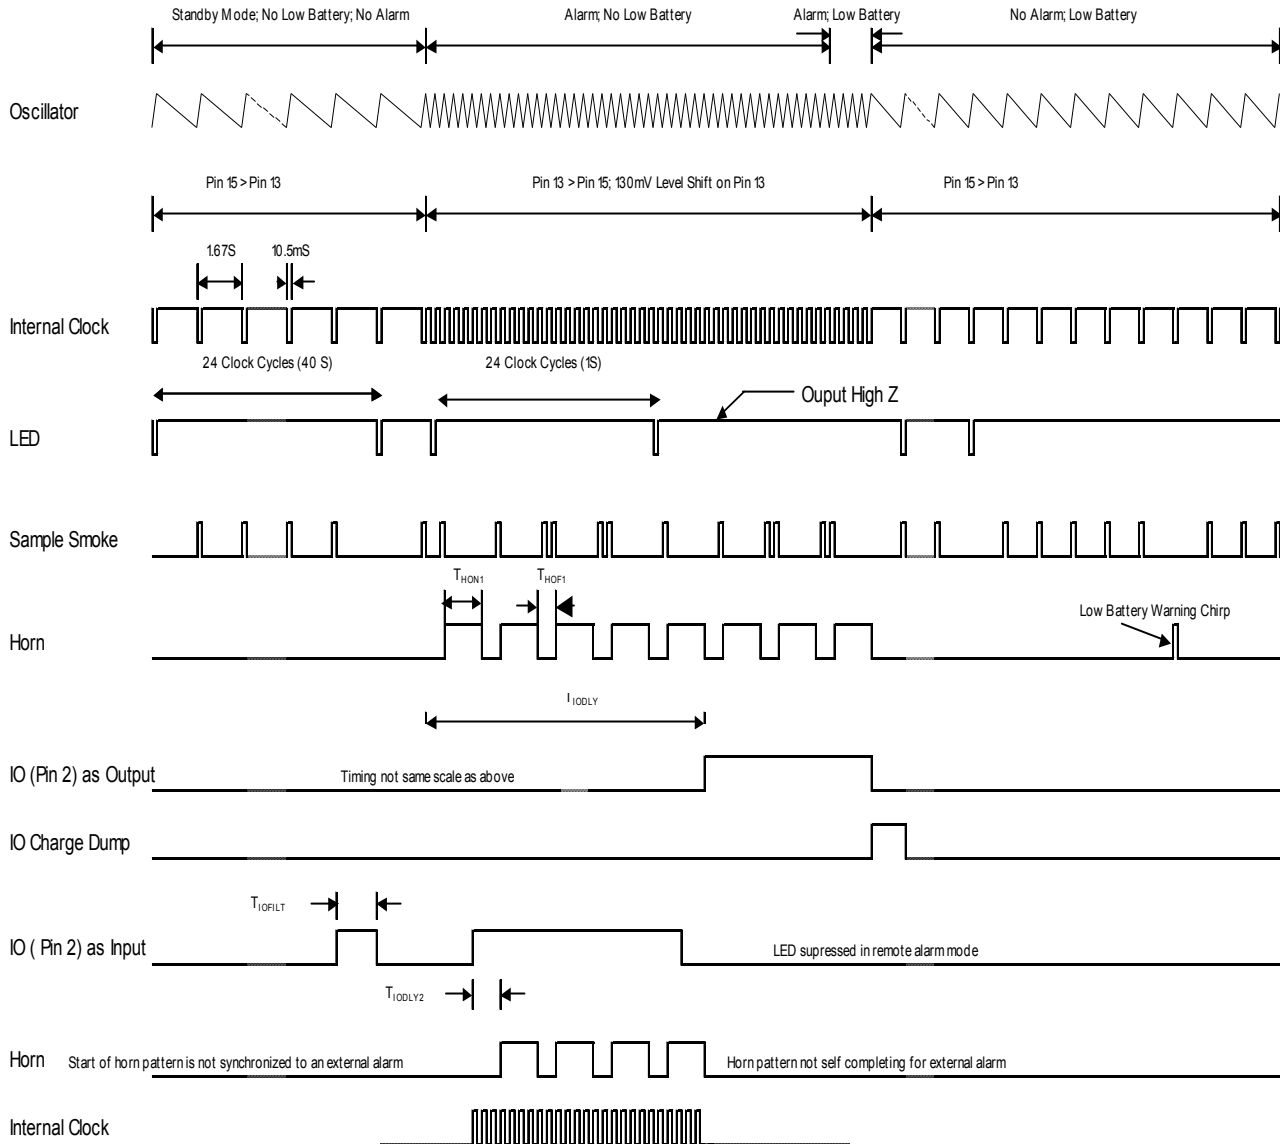 Standby Mode; No Low Battery; No Alarm
Alarm; No Low Battery
Alarm; Low Battery
No Alarm; Low Battery
Oscillator
Pin 15 > Pin 13
Pin 13 > Pin 15; 130mV Level Shift on Pin 13
Pin 15 > Pin 13
1.67S
10.5mS
Internal Clock
24 Clock Cycles (40 S)
24 Clock Cycles (1S)
Ouput High Z
LED
Sample Smoke
THON1
THOF1
Low Battery Warning Chirp
Horn
TIODLY
IO (Pin 2) as Output
Timing not same scale as above
IO Charge Dump
TIOFILT
IO ( Pin 2) as Input
LED supressed in remote alarm mode
TIODLY2
Horn
Start of horn pattern is not synchronized to an external alarm
Horn pattern not self completing for external alarm
Internal Clock